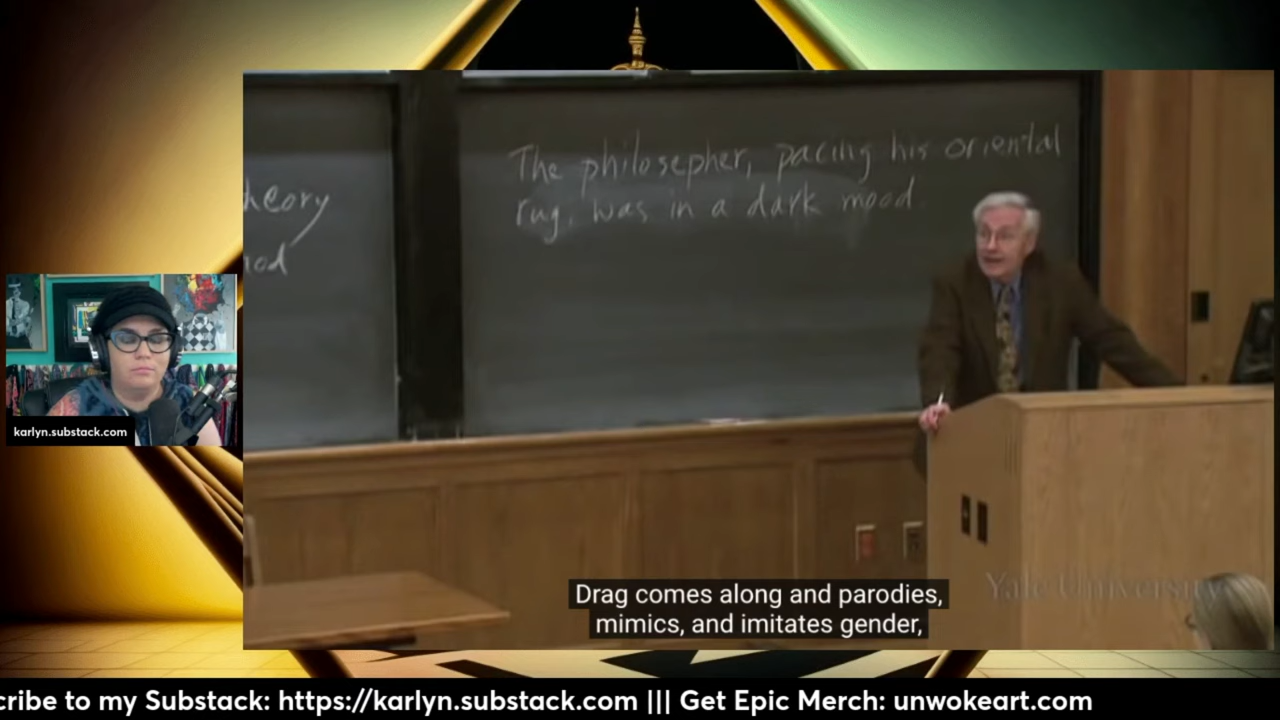 heory
nod
The philosepher, pacing his oriental
rug, was in a dark mood
karlyn.substack.com
Drag comes along and parodies,
mimics, and imitates gender,
Yale University
cribe to my Substack: https://karlyn.substack.com ||| Get Epic Merch: unwokeart.com